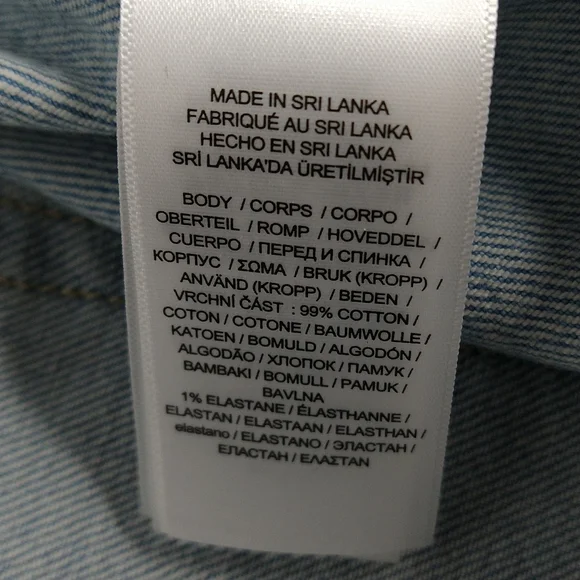 MADE IN SRI LANKA
FABRIQUÉ AU SRI LANKA
HECHO EN SRI LANKA
SRİ LANKA'DA ÜRETİLMİŞTİR
BODY / CORPS / CORPO /
OBERTEIL / ROMP / HOVEDDEL /
CUERPO / ПЕРЕД И СПИНКА /
КОРПУС / ΣΩΜΑ / BRUK (KROPP) /
ANVÄND (KROPP) / BEDEN /
VRCHNÍ ČÁST : 99% COTTON /
COTON / COTONE / BAUMWOLLE /
KATOEN / BOMULD / ALGODÓN /
ALGODÃO / ХЛОПОК / ПАМУК /
ΒΑΜΒΑΚΙ / BOMULL / PAMUK /
BAVLNA
1% ELASTANE / ÉLASTHANNE /
ELASTAN / ELASTAAN / ELASTHAN /
elastano / ELASTANO / ЭЛАСТАН /
ЕЛАСТАН / ΕΛΑΣΤΑΝ